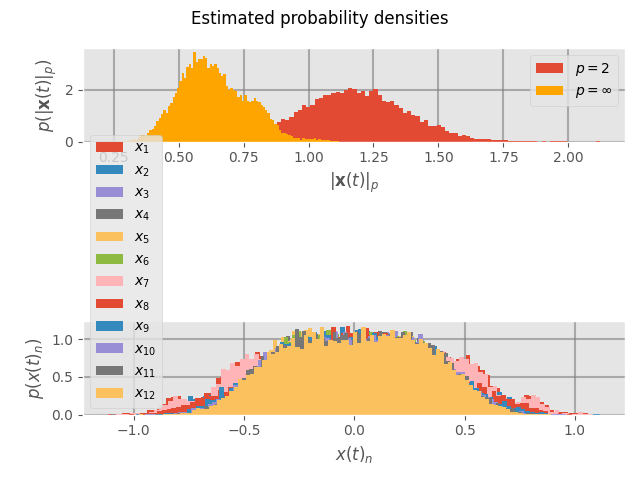 Estimated probability densities
p(|x(t)|p)
2
0
p = 2
p = ∞
0.25 0.50 0.75 1.00 1.25 1.50 1.75 2.00
|x(t)|p
x1
x2
x3
x4
x5
x6
x7
x8
x9
x10
x11
x12
p(x(t)n)
1.0
0.5
0.0
−1.0 −0.5 0.0 0.5 1.0
x(t)n